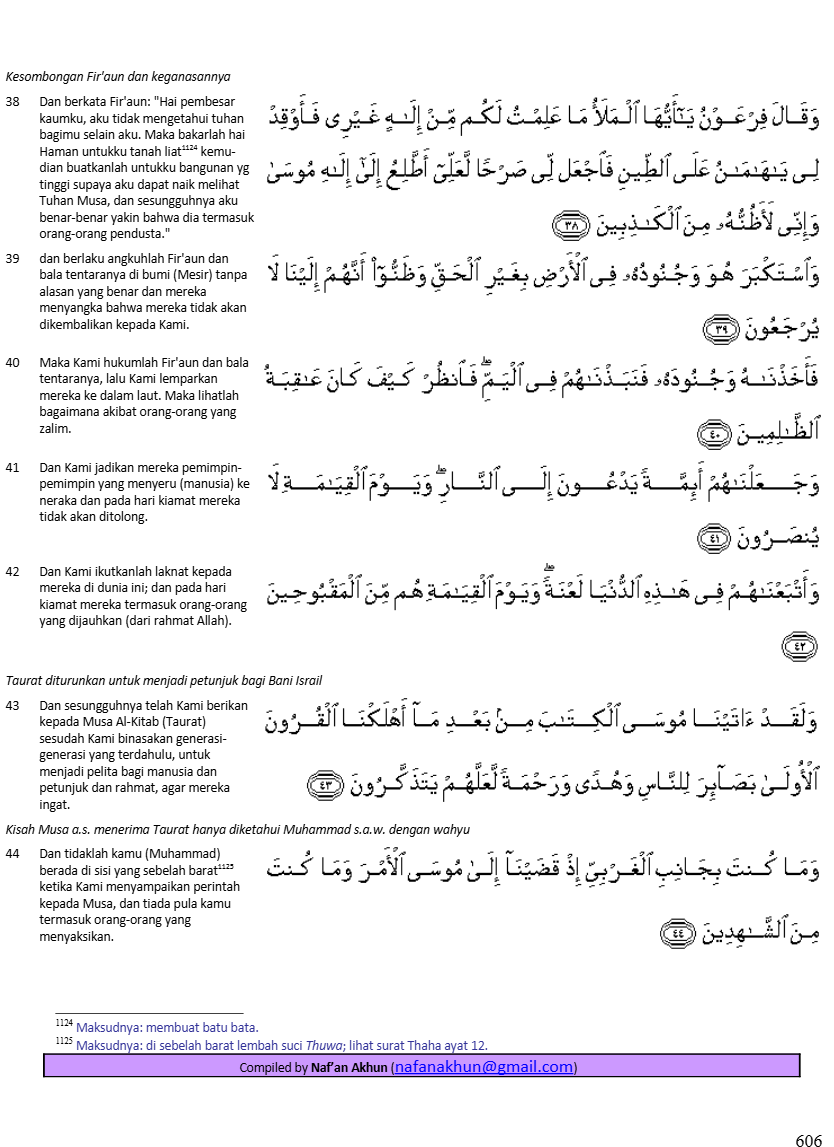 Kesombongan Fir'aun dan keganasannya
38 Dan berkata Fir'aun: "Hai pembesar
kaumku, aku tidak mengetahui tuhan
bagimu selain aku. Maka bakarlah hai
Haman untukku tanah liat¹¹²⁴ kemu-
dian buatkanlah untukku bangunan yg
tinggi supaya aku dapat naik melihat
Tuhan Musa, dan sesungguhnya aku
benar-benar yakin bahwa dia termasuk
orang-orang pendusta."
وَقَالَ فِرْعَوْنُ يَـٰٓأَيُّهَا ٱلْمَلَأُ مَا عَلِمْتُ لَكُم مِّنْ إِلَـٰهٍ غَيْرِى فَأَوْقِدْ
لِى يَـٰهَـٰمَـٰنُ عَلَى ٱلطِّينِ فَٱجْعَل لِّى صَرْحًا لَّعَلِّىٓ أَطَّلِعُ إِلَىٰٓ إِلَـٰهِ مُوسَىٰ
وَإِنِّى لَأَظُنُّهُۥ مِنَ ٱلْكَـٰذِبِينَ ٣٨
39 dan berlaku angkuhlah Fir'aun dan
bala tentaranya di bumi (Mesir) tanpa
alasan yang benar dan mereka
menyangka bahwa mereka tidak akan
dikembalikan kepada Kami.
وَٱسْتَكْبَرَ هُوَ وَجُنُودُهُۥ فِى ٱلْأَرْضِ بِغَيْرِ ٱلْحَقِّ وَظَنُّوٓا۟ أَنَّهُمْ إِلَيْنَا لَا
يُرْجَعُونَ ٣٩
40 Maka Kami hukumlah Fir'aun dan bala
tentaranya, lalu Kami lemparkan
mereka ke dalam laut. Maka lihatlah
bagaimana akibat orang-orang yang
zalim.
فَأَخَذْنَـٰهُ وَجُنُودَهُۥ فَنَبَذْنَـٰهُمْ فِى ٱلْيَمِّ ۖ فَٱنظُرْ كَيْفَ كَانَ عَـٰقِبَةُ
ٱلظَّـٰلِمِينَ ٤٠
41 Dan Kami jadikan mereka pemimpin-
pemimpin yang menyeru (manusia) ke
neraka dan pada hari kiamat mereka
tidak akan ditolong.
وَجَعَلْنَـٰهُمْ أَئِمَّةً يَدْعُونَ إِلَى ٱلنَّارِ ۖ وَيَوْمَ ٱلْقِيَـٰمَةِ لَا
يُنصَرُونَ ٤١
42 Dan Kami ikutkanlah laknat kepada
mereka di dunia ini; dan pada hari
kiamat mereka termasuk orang-orang
yang dijauhkan (dari rahmat Allah).
وَأَتْبَعْنَـٰهُمْ فِى هَـٰذِهِ ٱلدُّنْيَا لَعْنَةً ۖ وَيَوْمَ ٱلْقِيَـٰمَةِ هُم مِّنَ ٱلْمَقْبُوحِينَ
٤٢
Taurat diturunkan untuk menjadi petunjuk bagi Bani Israil
43 Dan sesungguhnya telah Kami berikan
kepada Musa Al-Kitab (Taurat)
sesudah Kami binasakan generasi-
generasi yang terdahulu, untuk
menjadi pelita bagi manusia dan
petunjuk dan rahmat, agar mereka
ingat.
وَلَقَدْ ءَاتَيْنَا مُوسَى ٱلْكِتَـٰبَ مِنۢ بَعْدِ مَآ أَهْلَكْنَا ٱلْقُرُونَ
ٱلْأُولَىٰ بَصَآئِرَ لِلنَّاسِ وَهُدًى وَرَحْمَةً لَّعَلَّهُمْ يَتَذَكَّرُونَ ٤٣
Kisah Musa a.s. menerima Taurat hanya diketahui Muhammad s.a.w. dengan wahyu
44 Dan tidaklah kamu (Muhammad)
berada di sisi yang sebelah barat¹¹²⁵
ketika Kami menyampaikan perintah
kepada Musa, dan tiada pula kamu
termasuk orang-orang yang
menyaksikan.
وَمَا كُنتَ بِجَانِبِ ٱلْغَرْبِىِّ إِذْ قَضَيْنَآ إِلَىٰ مُوسَى ٱلْأَمْرَ وَمَا كُنتَ
مِنَ ٱلشَّـٰهِدِينَ ٤٤
¹¹²⁴ Maksudnya: membuat batu bata.
¹¹²⁵ Maksudnya: di sebelah barat lembah suci Thuwa; lihat surat Thaha ayat 12.
Compiled by Naf'an Akhun (nafanakhun@gmail.com)
606